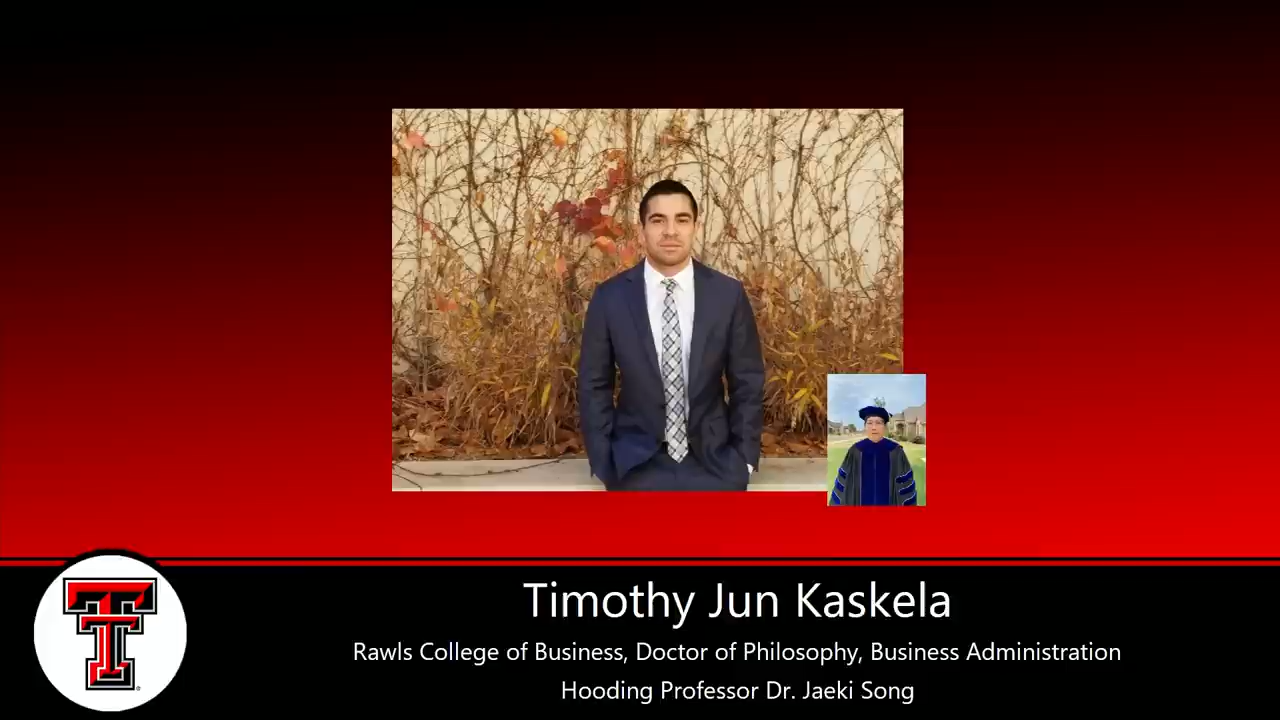 Timothy Jun Kaskela
Rawls College of Business, Doctor of Philosophy, Business Administration
Hooding Professor Dr. Jaeki Song